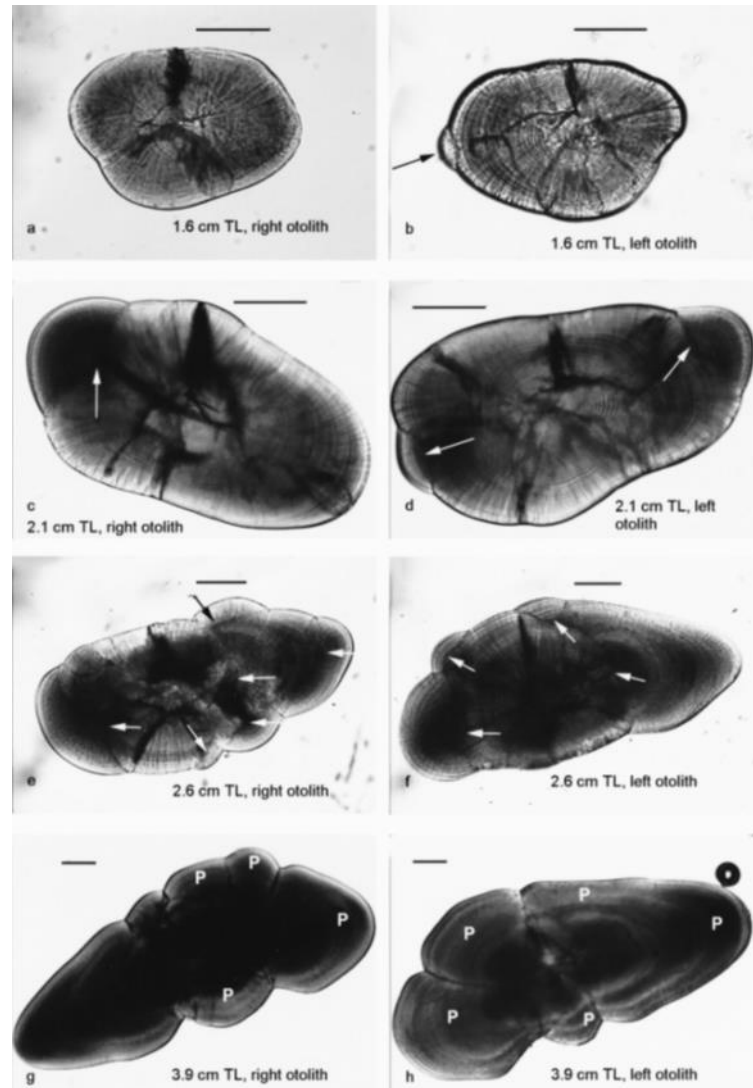 a
1.6 cm TL, right otolith
b
1.6 cm TL, left otolith
c
2.1 cm TL, right otolith
d
2.1 cm TL, left
otolith
e
2.6 cm TL, right otolith
f
2.6 cm TL, left otolith
P
P
P
P
g
3.9 cm TL, right otolith
P
P
P
P
P
h
3.9 cm TL, left otolith